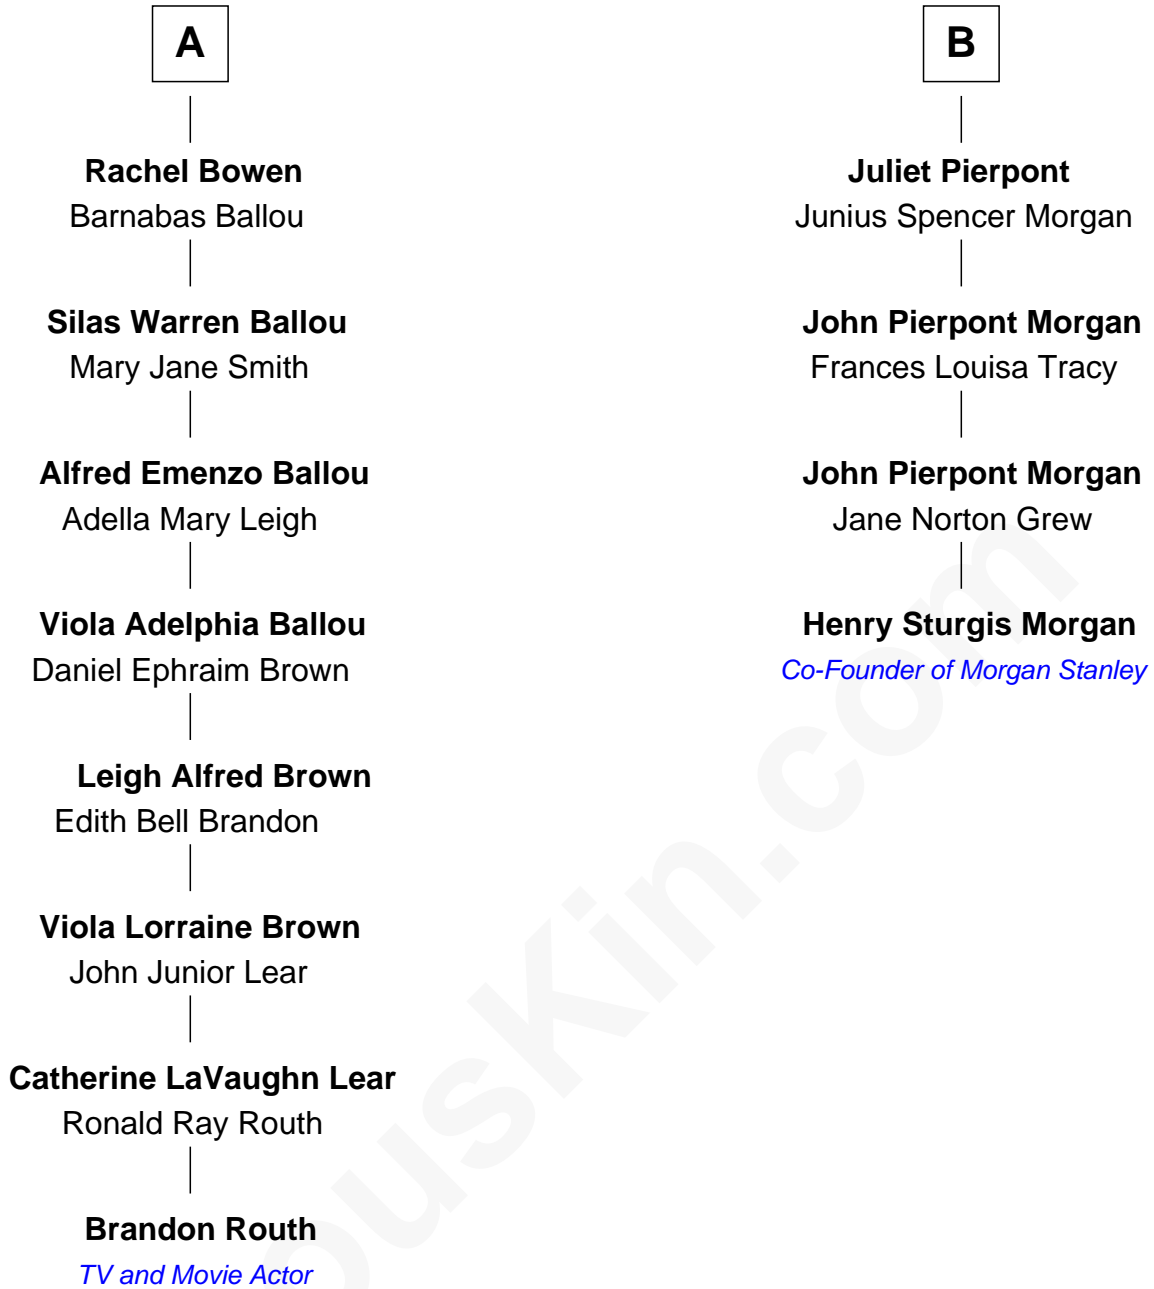 A
Rachel Bowen
Barnabas Ballou
Silas Warren Ballou
Mary Jane Smith
Alfred Emenzo Ballou
Adella Mary Leigh
Viola Adelphia Ballou
Daniel Ephraim Brown
Leigh Alfred Brown
Edith Bell Brandon
Viola Lorraine Brown
John Junior Lear
Catherine LaVaughn Lear
Ronald Ray Routh
Brandon Routh
TV and Movie Actor
B
Juliet Pierpont
Junius Spencer Morgan
John Pierpont Morgan
Frances Louisa Tracy
John Pierpont Morgan
Jane Norton Grew
Henry Sturgis Morgan
Co-Founder of Morgan Stanley
ousKin.com